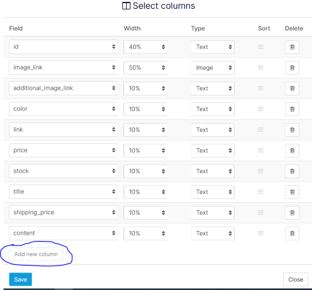 Select columns
Field Width Type Sort Delete
id 40% Text
image_link 50% Image
additional_image_link 10% Text
color 10% Text
link 10% Text
price 10% Text
stock 10% Text
title 10% Text
shipping_price 10% Text
content 10% Text
Add new column
Save Close